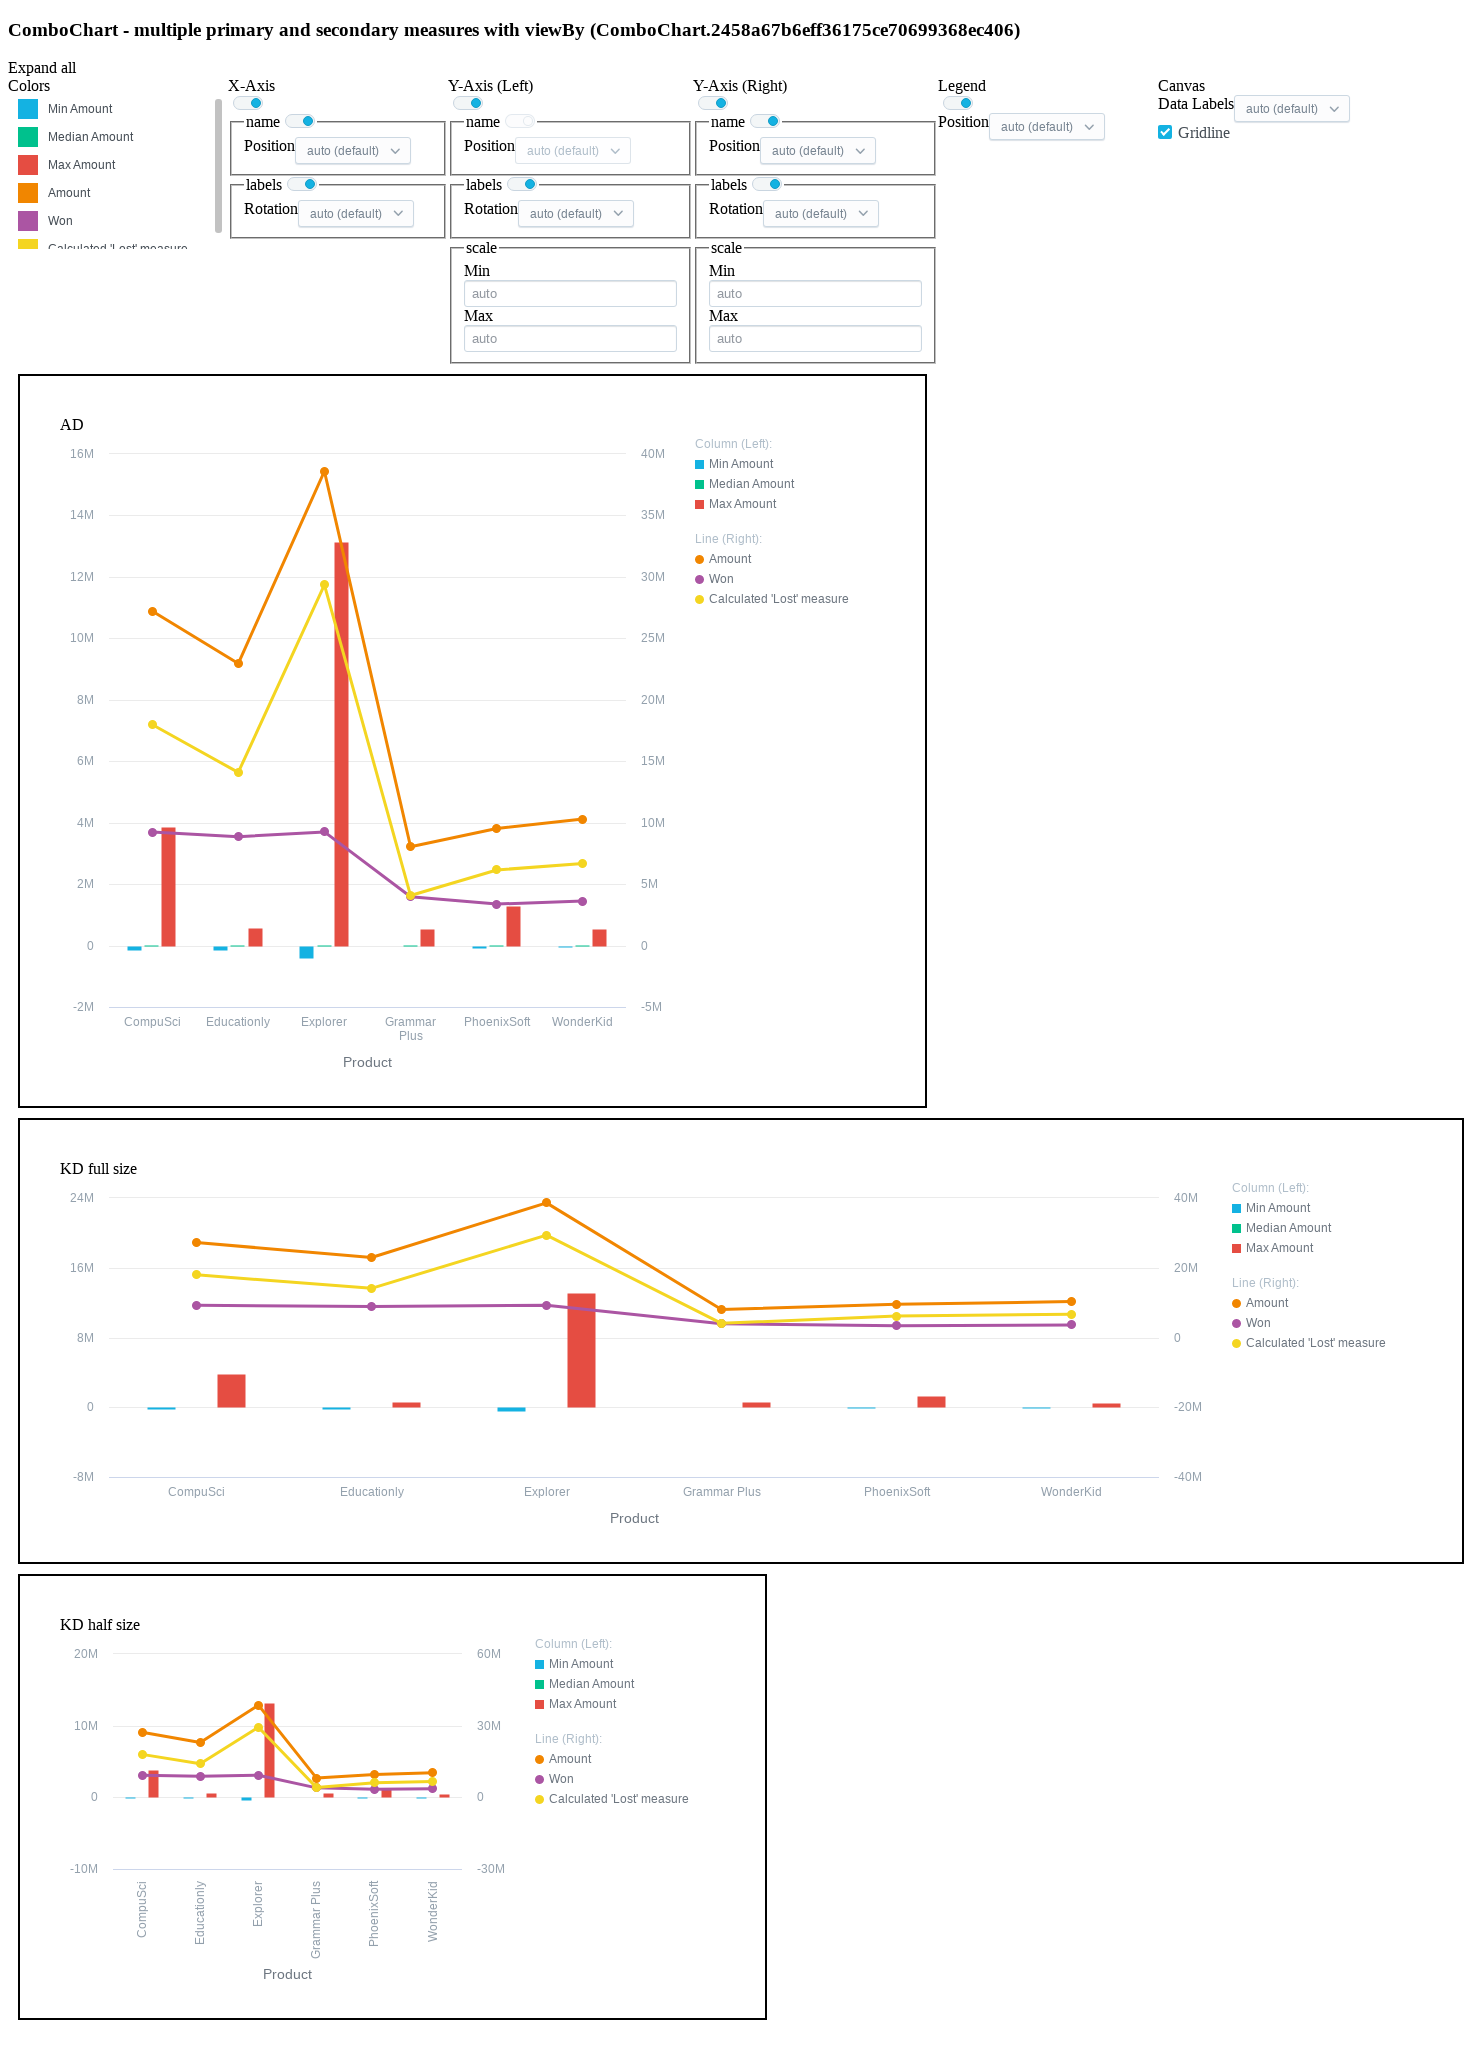 ComboChart - multiple primary and secondary measures with viewBy (ComboChart.2458a67b6eff36175ce70699368ec406)
Expand all
Colors
Min Amount
Median Amount
Max Amount
Amount
Won
Calculated 'Lost' measure
X-Axis
name
Position auto (default)
labels
Rotation auto (default)
Y-Axis (Left)
name
Position auto (default)
labels
Rotation auto (default)
scale
Min
auto
Max
auto
Y-Axis (Right)
name
Position auto (default)
labels
Rotation auto (default)
scale
Min
auto
Max
auto
Legend
Position auto (default)
Canvas
Data Labels auto (default)
Gridline
AD
16M
14M
12M
10M
8M
6M
4M
2M
0
-2M
40M
35M
30M
25M
20M
15M
10M
5M
0
-5M
CompuSci
Educationly
Explorer
Grammar
Plus
PhoenixSoft
WonderKid
Product
Column (Left):
Min Amount
Median Amount
Max Amount
Line (Right):
Amount
Won
Calculated 'Lost' measure
KD full size
24M
16M
8M
0
-8M
40M
20M
0
-20M
-40M
CompuSci
Educationly
Explorer
Grammar Plus
PhoenixSoft
WonderKid
Product
Column (Left):
Min Amount
Median Amount
Max Amount
Line (Right):
Amount
Won
Calculated 'Lost' measure
KD half size
20M
10M
0
-10M
60M
30M
0
-30M
CompuSci
Educationly
Explorer
Grammar Plus
PhoenixSoft
WonderKid
Product
Column (Left):
Min Amount
Median Amount
Max Amount
Line (Right):
Amount
Won
Calculated 'Lost' measure